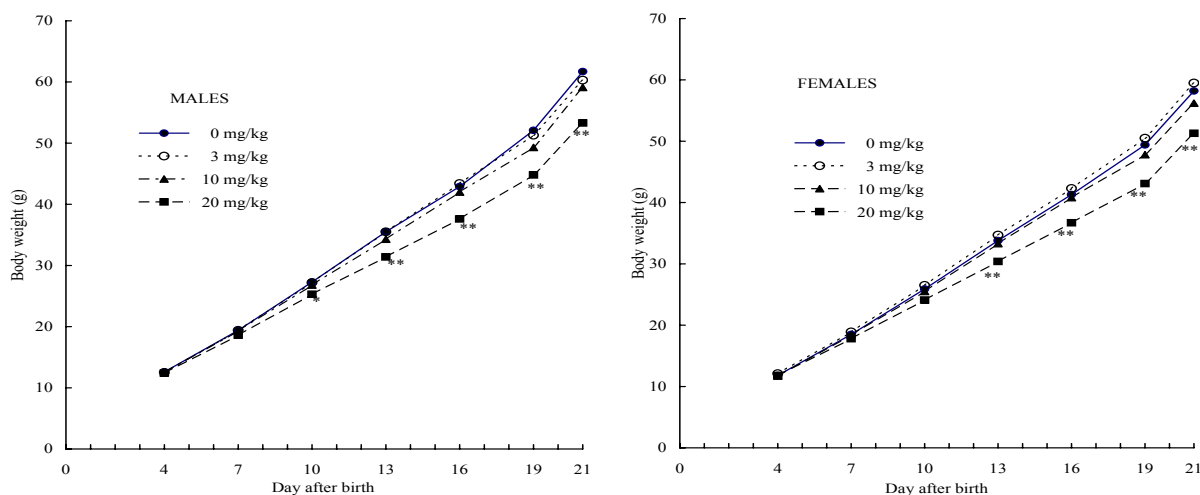 70
60
50
40
30
20
10
0
Body weight (g)
MALES
0 mg/kg
3 mg/kg
10 mg/kg
20 mg/kg
*
**
**
**
**
0 4 7 10 13 16 19 21
Day after birth
70
60
50
40
30
20
10
0
Body weight (g)
FEMALES
0 mg/kg
3 mg/kg
10 mg/kg
20 mg/kg
**
**
**
**
0 4 7 10 13 16 19 21
Day after birth